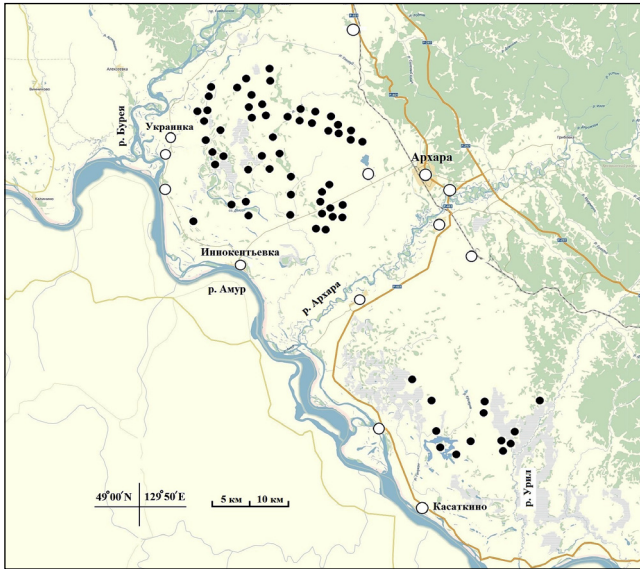 р. Бурея
Украинка
Архара
Иннокентьевка
р. Амур
р. Архара
49°00´N
129°50´E
5 км
10 км
р. Урил
Касаткино